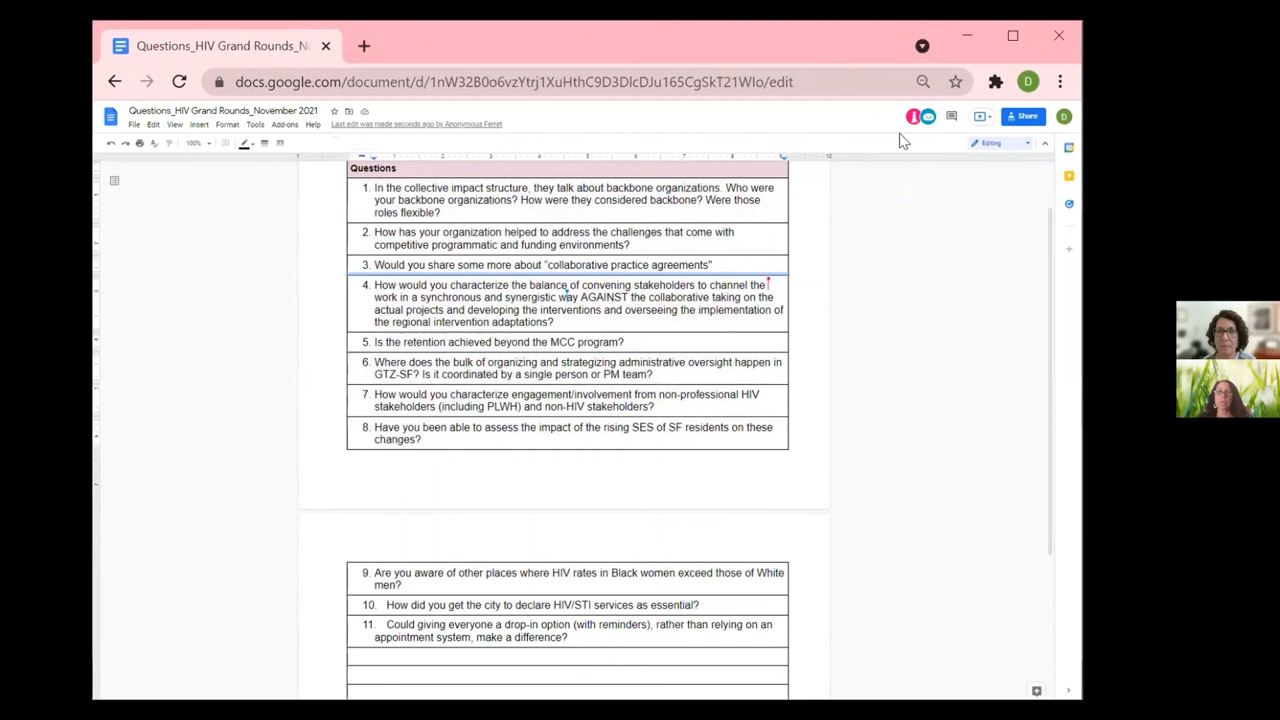 Questions_HIV Grand Rounds_N
docs.google.com/document/d/1nW32B0o6vzYtrj1XuHthC9D3DlcDJu165CgSkT21WIo/edit
D
Questions_HIV Grand Rounds_November 2021
File Edit View Insert Format Tools Add-ons Help
Last edit was made seconds ago by Anonymous Ferret
Share
D
100%
Editing
Questions
1. In the collective impact structure, they talk about backbone organizations. Who were
your backbone organizations? How were they considered backbone? Were those
roles flexible?
2. How has your organization helped to address the challenges that come with
competitive programmatic and funding environments?
3. Would you share some more about “collaborative practice agreements”
4. How would you characterize the balance of convening stakeholders to channel the
work in a synchronous and synergistic way AGAINST the collaborative taking on the
actual projects and developing the interventions and overseeing the implementation of
the regional intervention adaptations?
5. Is the retention achieved beyond the MCC program?
6. Where does the bulk of organizing and strategizing administrative oversight happen in
GTZ-SF? Is it coordinated by a single person or PM team?
7. How would you characterize engagement/involvement from non-professional HIV
stakeholders (including PLWH) and non-HIV stakeholders?
8. Have you been able to assess the impact of the rising SES of SF residents on these
changes?
9. Are you aware of other places where HIV rates in Black women exceed those of White
men?
10. How did you get the city to declare HIV/STI services as essential?
11. Could giving everyone a drop-in option (with reminders), rather than relying on an
appointment system, make a difference?